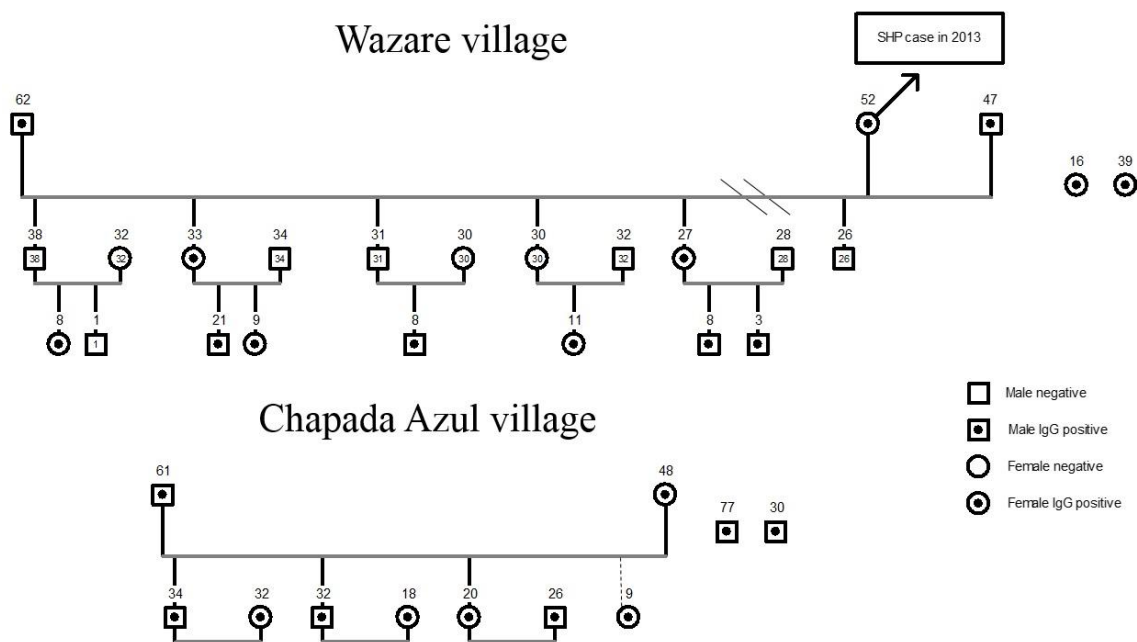 Wazare village
SHP case in 2013
62
52
47
16 39
38 32 33 34 31 30 30 32 27 28 26
38 32 34 31 30 30 32 28 26
8 1 21 9 8 11 8 3
1
Chapada Azul village
Male negative
Male IgG positive
Female negative
Female IgG positive
61 48
77 30
34 32 32 18 20 26 9